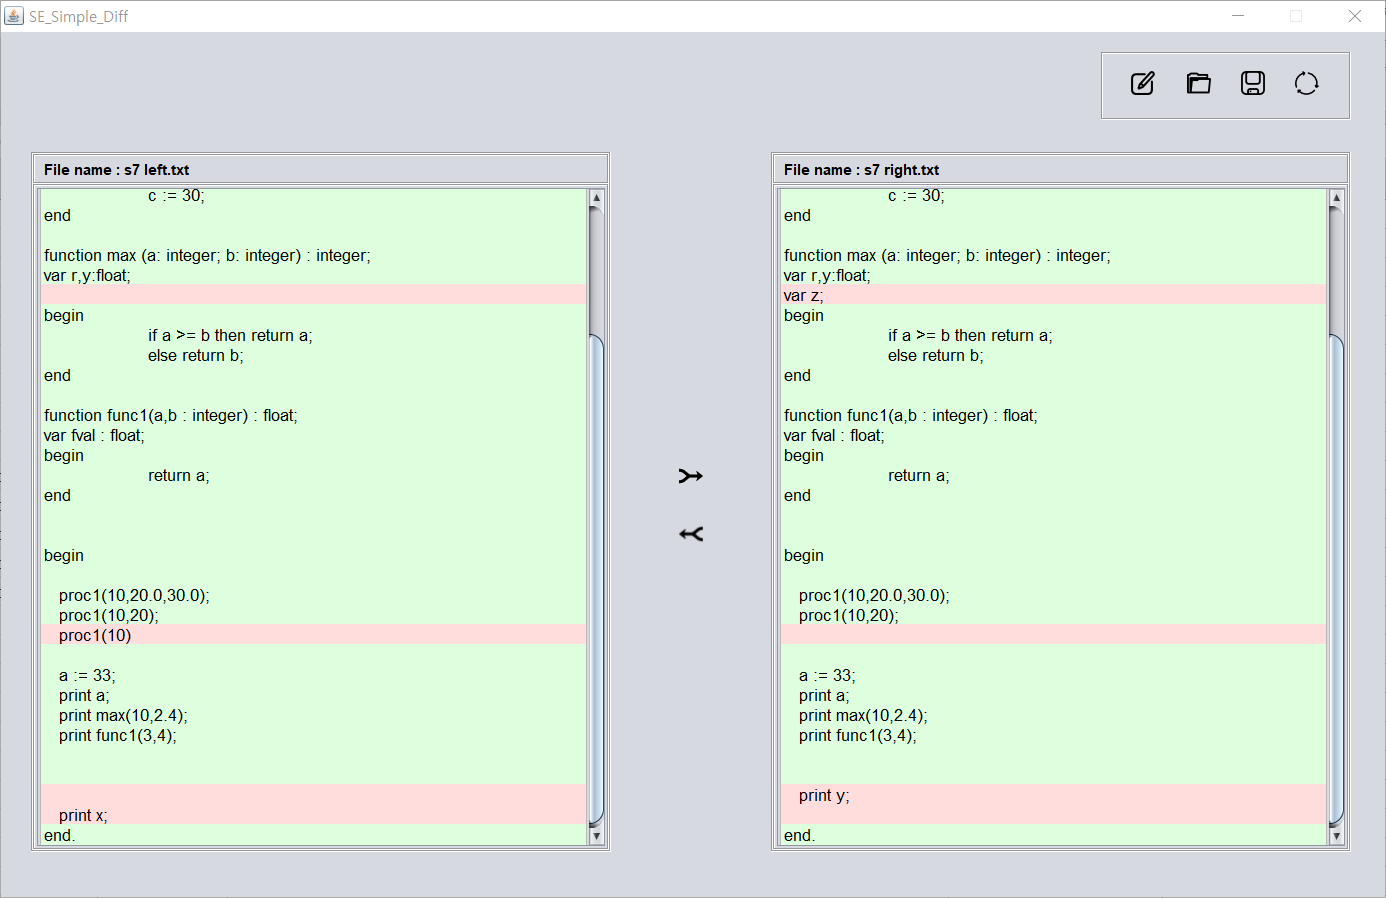 SE_Simple_Diff
File name : s7 left.txt
c := 30;
end
function max (a: integer; b: integer) : integer;
var r,y:float;
begin
if a >= b then return a;
else return b;
end
function func1(a,b : integer) : float;
var fval : float;
begin
return a;
end
begin
proc1(10,20.0,30.0);
proc1(10,20);
proc1(10)
a := 33;
print a;
print max(10,2.4);
print func1(3,4);
print x;
end.
File name : s7 right.txt
c := 30;
end
function max (a: integer; b: integer) : integer;
var r,y:float;
var z;
begin
if a >= b then return a;
else return b;
end
function func1(a,b : integer) : float;
var fval : float;
begin
return a;
end
begin
proc1(10,20.0,30.0);
proc1(10,20);
a := 33;
print a;
print max(10,2.4);
print func1(3,4);
print y;
end.